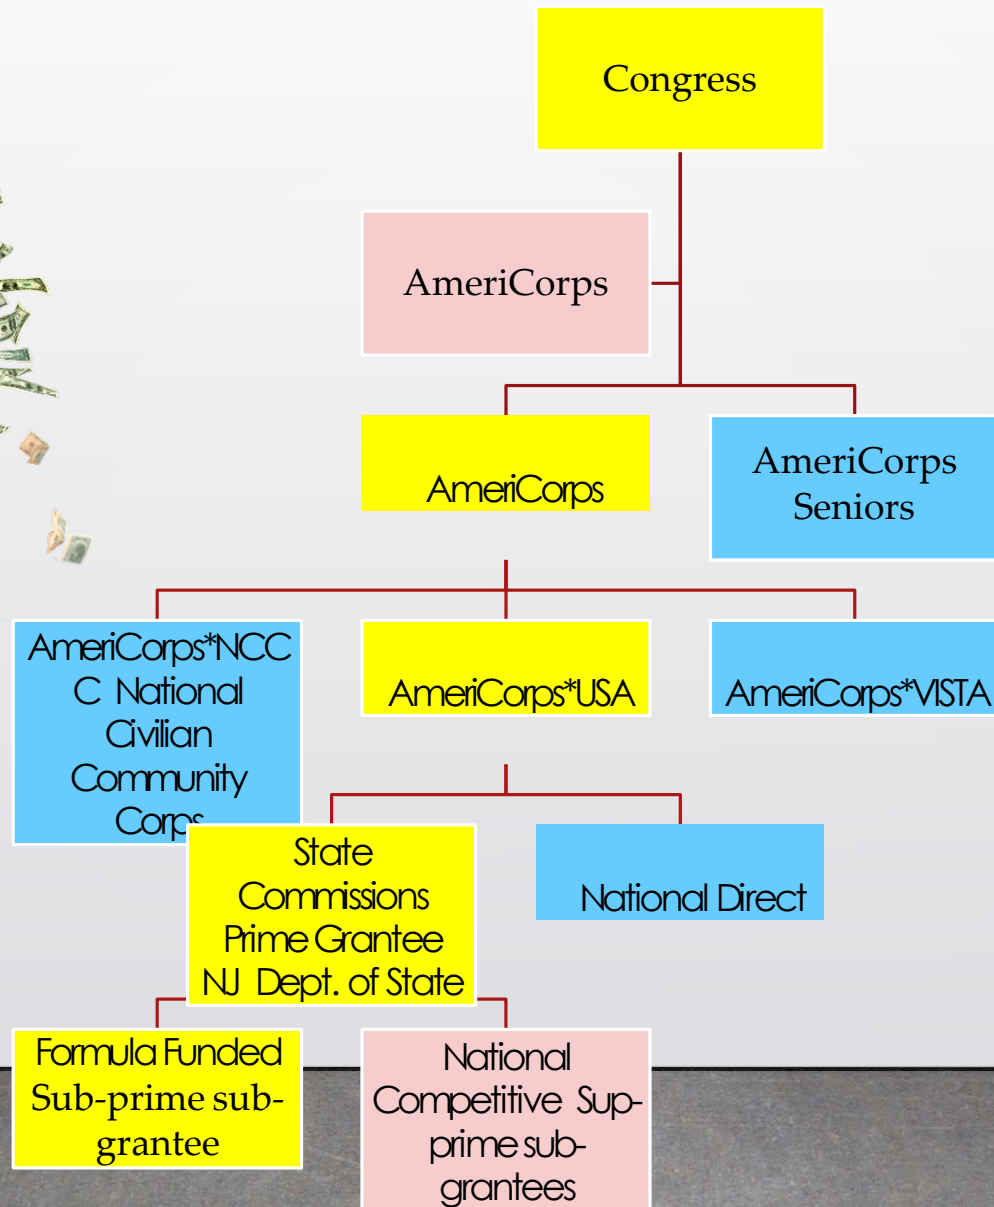 Congress
AmeriCorps
AmeriCorps
AmeriCorps
Seniors
AmeriCorps*NCC
C National
Civilian
Community
Corps
AmeriCorps*USA
AmeriCorps*VISTA
State
Commissions
Prime Grantee
NJ Dept. of State
National Direct
Formula Funded
Sub-prime sub-
grantee
National
Competitive Sup-
prime sub-
grantees